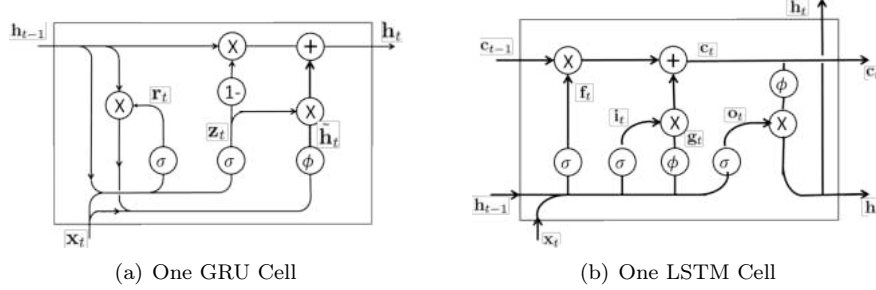 h_{t-1}
h_t
X
+
r_t
1-
X
z_t
X
h̃_t
σ
σ
ϕ
x_t
(a) One GRU Cell
h_t
c_{t-1}
X
+
c_t
c
f_t
ϕ
i_t
X
g_t
o_t
X
σ
σ
ϕ
σ
h_{t-1}
h
x_t
(b) One LSTM Cell